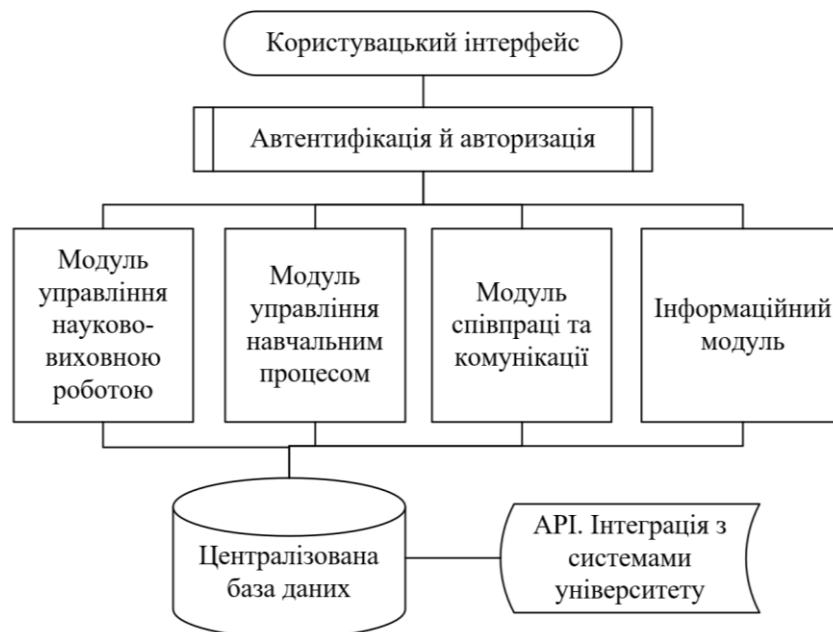 Користувацький інтерфейс
Автентифікація й авторизація
Модуль
управління
науково-
виховною
роботою
Модуль
управління
навчальним
процесом
Модуль
співпраці та
комунікації
Інформаційний
модуль
Централізована
база даних
API. Інтеграція з
системами
університету